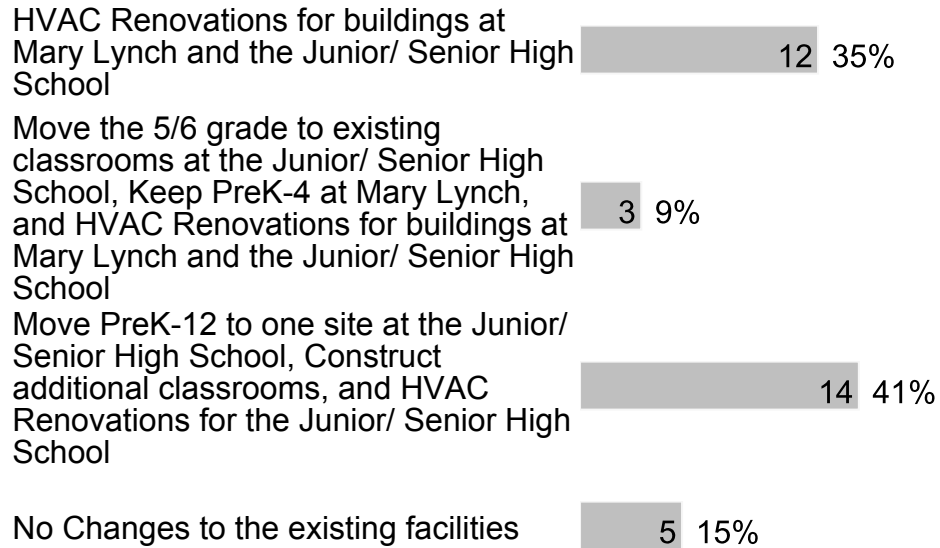 HVAC Renovations for buildings at
Mary Lynch and the Junior/ Senior High
School
12 35%
Move the 5/6 grade to existing
classrooms at the Junior/ Senior High
School, Keep PreK-4 at Mary Lynch,
and HVAC Renovations for buildings at
Mary Lynch and the Junior/ Senior High
School
3 9%
Move PreK-12 to one site at the Junior/
Senior High School, Construct
additional classrooms, and HVAC
Renovations for the Junior/ Senior High
School
14 41%
No Changes to the existing facilities
5 15%